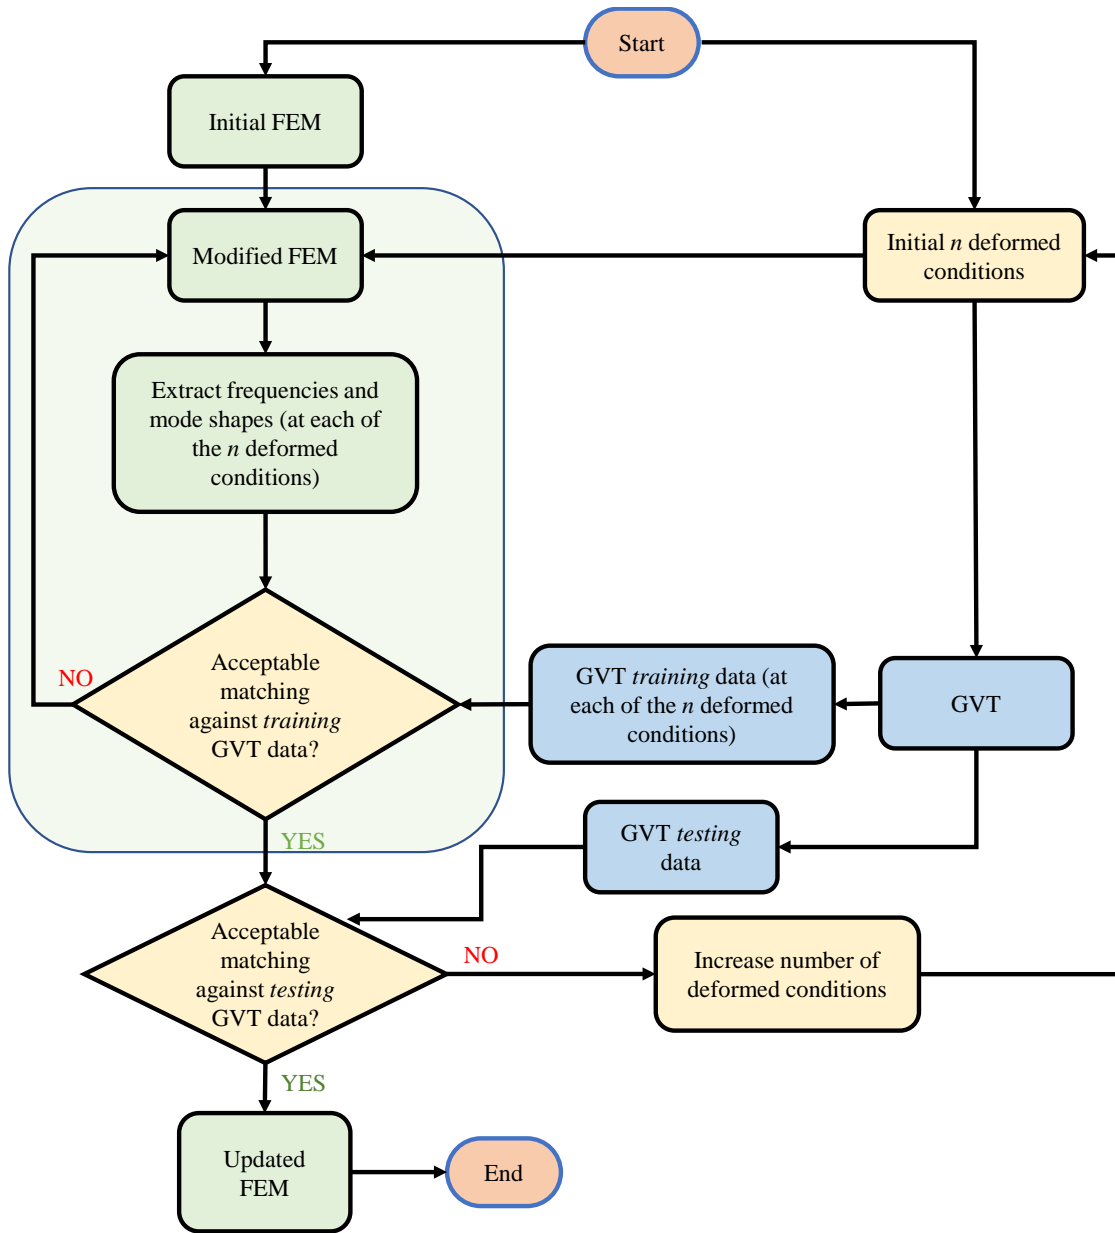 Start
Initial FEM
Modified FEM
Initial n deformed
conditions
Extract frequencies and
mode shapes (at each of
the n deformed
conditions)
NO
Acceptable
matching
against training
GVT data?
GVT training data (at
each of the n deformed
conditions)
GVT
YES
GVT testing
data
Acceptable
matching
against testing
GVT data?
NO
Increase number of
deformed conditions
YES
Updated
FEM
End